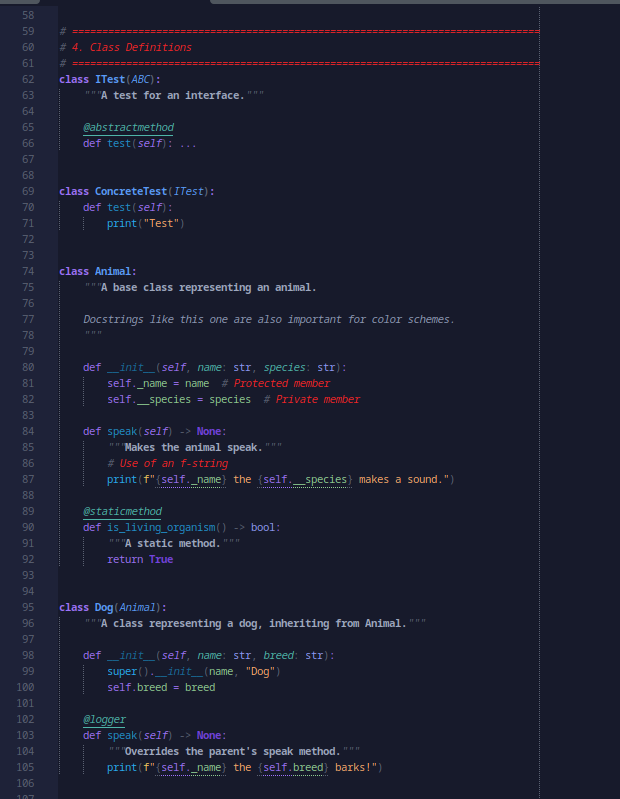 58
59 # ==============================================================================
60 # 4. Class Definitions
61 # ==============================================================================
62 class ITest(ABC):
63     """A test for an interface."""
64
65     @abstractmethod
66     def test(self): ...
67
68
69 class ConcreteTest(ITest):
70     def test(self):
71         print("Test")
72
73
74 class Animal:
75     """A base class representing an animal.
76
77     Docstrings like this one are also important for color schemes.
78     """
79
80     def __init__(self, name: str, species: str):
81         self._name = name  # Protected member
82         self.__species = species  # Private member
83
84     def speak(self) -> None:
85         """Makes the animal speak."""
86         # Use of an f-string
87         print(f"{self._name} the {self.__species} makes a sound.")
88
89     @staticmethod
90     def is_living_organism() -> bool:
91         """A static method."""
92         return True
93
94
95 class Dog(Animal):
96     """A class representing a dog, inheriting from Animal."""
97
98     def __init__(self, name: str, breed: str):
99         super().__init__(name, "Dog")
100         self.breed = breed
101
102     @logger
103     def speak(self) -> None:
104         """Overrides the parent's speak method."""
105         print(f"{self._name} the {self.breed} barks!")
106
107